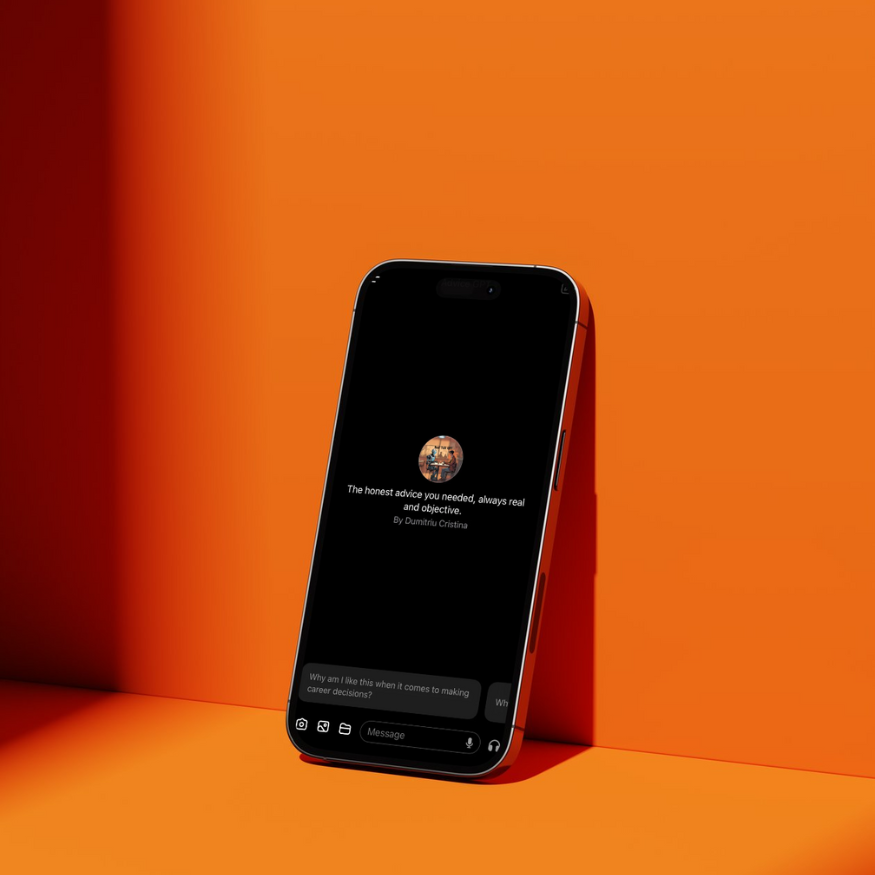 The honest advice you needed, always real
and objective.
By Dumitriu Cristina
Why am I like this when it comes to making
career decisions?
Wh
Message